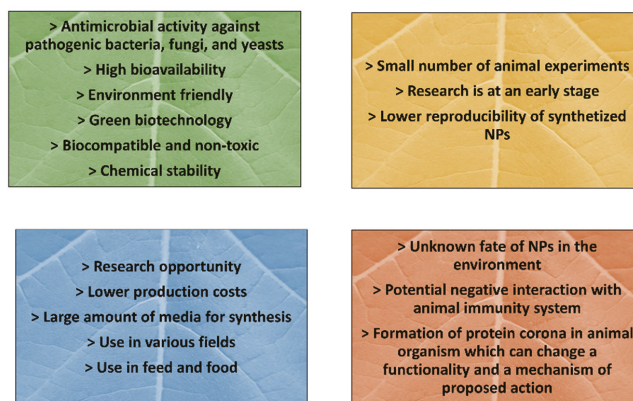 > Antimicrobial activity against
pathogenic bacteria, fungi, and yeasts
> High bioavailability
> Environment friendly
> Green biotechnology
> Biocompatible and non-toxic
> Chemical stability
> Small number of animal experiments
> Research is at an early stage
> Lower reproducibility of synthetized
NPs
> Research opportunity
> Lower production costs
> Large amount of media for synthesis
> Use in various fields
> Use in feed and food
> Unknown fate of NPs in the
environment
> Potential negative interaction with
animal immunity system
> Formation of protein corona in animal
organism which can change a
functionality and a mechanism of
proposed action